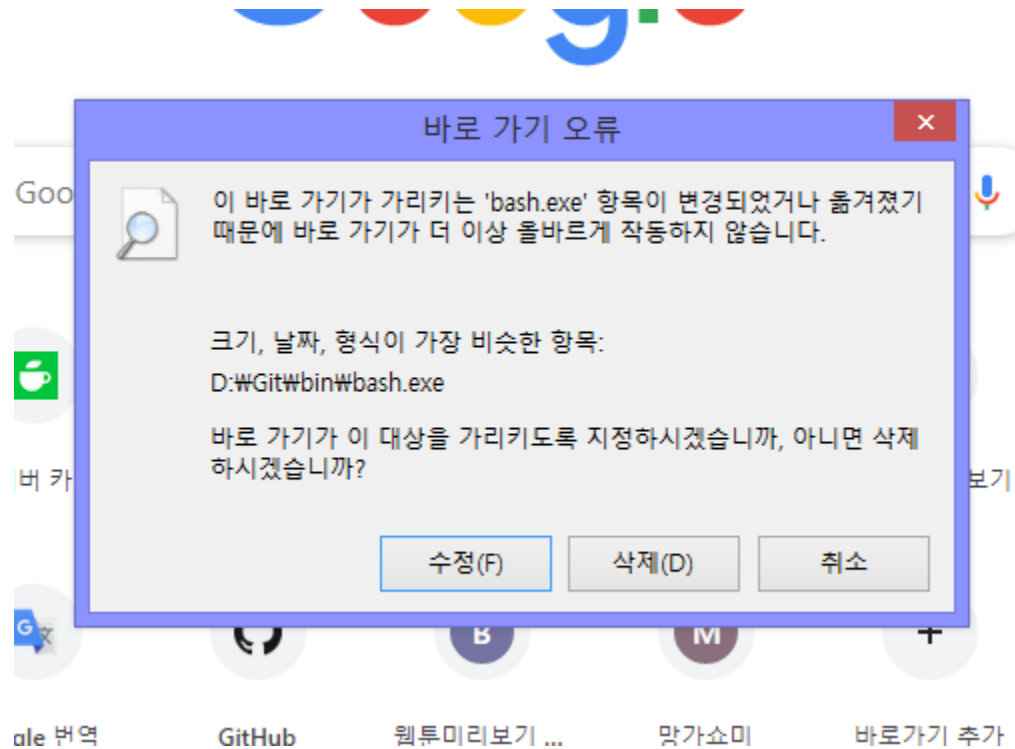 바로 가기 오류
Goo
이 바로 가기가 가리키는 'bash.exe' 항목이 변경되었거나 옮겨졌기
때문에 바로 가기가 더 이상 올바르게 작동하지 않습니다.
크기, 날짜, 형식이 가장 비슷한 항목:
D:₩Git₩bin₩bash.exe
바로 가기가 이 대상을 가리키도록 지정하시겠습니까, 아니면 삭제
하시겠습니까?
버 카
보기
수정(F) 삭제(D) 취소
G 文 B M
gle 번역 GitHub 웹툰미리보기 ... 망가쇼미 바로가기 추가